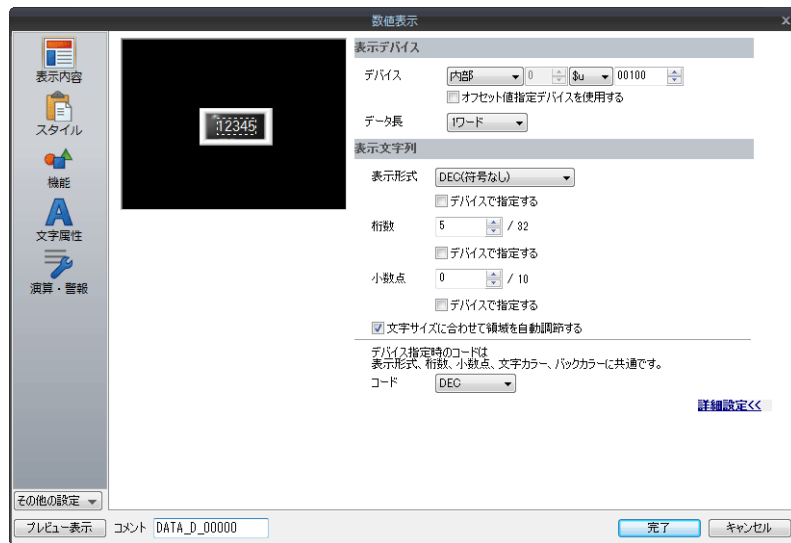 数値表示
x
表示内容
スタイル
機能
文字属性
演算・警報
その他の設定
12345
表示デバイス
デバイス 内部 0 $u 00100
オフセット値指定デバイスを使用する
データ長 1ワード
表示文字列
表示形式 DEC(符号なし)
デバイスで指定する
桁数 5 / 32
デバイスで指定する
小数点 0 / 10
デバイスで指定する
文字サイズに合わせて領域を自動調節する
デバイス指定時のコードは
表示形式、桁数、小数点、文字カラー、バックカラーに共通です。
コード DEC
詳細設定<<
プレビュー表示 コメント DATA_D_00000 完了 キャンセル